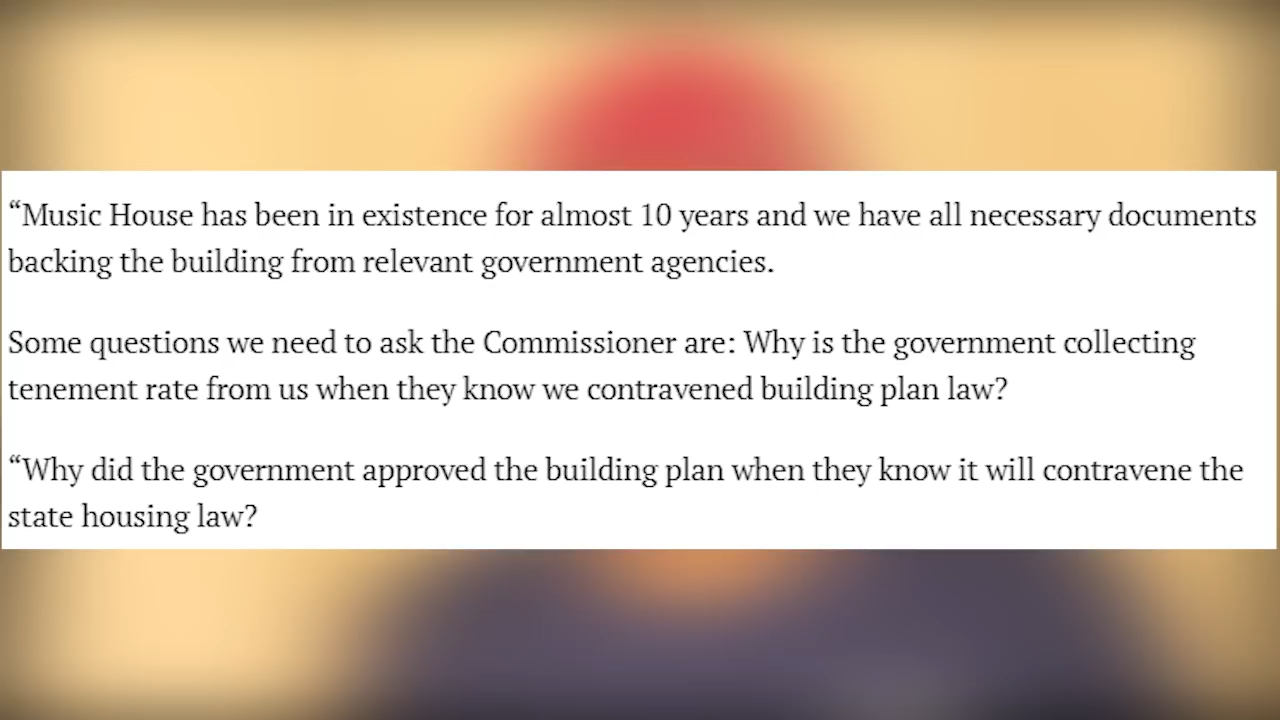 “Music House has been in existence for almost 10 years and we have all necessary documents
backing the building from relevant government agencies.
Some questions we need to ask the Commissioner are: Why is the government collecting
tenement rate from us when they know we contravened building plan law?
“Why did the government approved the building plan when they know it will contravene the
state housing law?